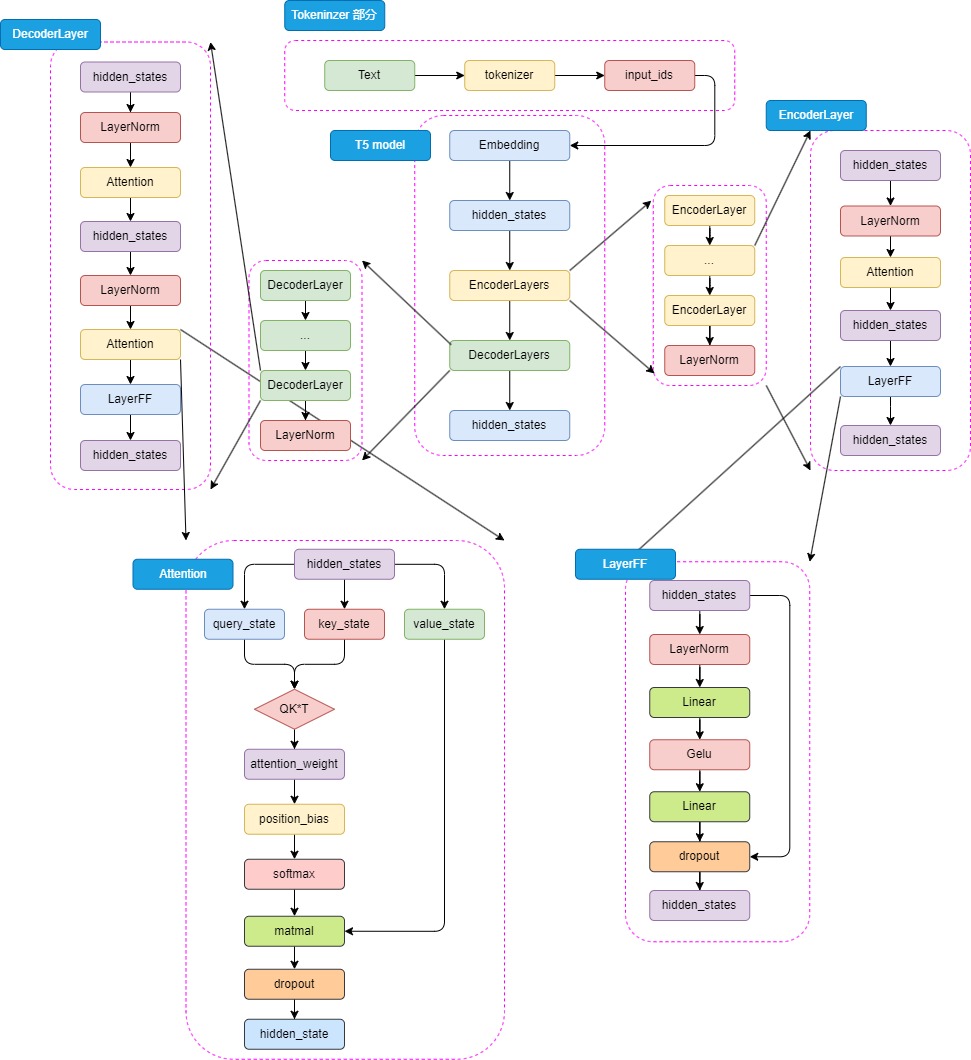 Tokeninzer 部分
Text
tokenizer
input_ids
DecoderLayer
hidden_states
LayerNorm
Attention
hidden_states
LayerNorm
Attention
LayerFF
hidden_states
DecoderLayer
...
DecoderLayer
LayerNorm
T5 model
Embedding
hidden_states
EncoderLayers
DecoderLayers
hidden_states
EncoderLayer
...
EncoderLayer
LayerNorm
EncoderLayer
hidden_states
LayerNorm
Attention
hidden_states
LayerFF
hidden_states
Attention
hidden_states
query_state
key_state
value_state
QK*T
attention_weight
position_bias
softmax
matmal
dropout
hidden_state
LayerFF
hidden_states
LayerNorm
Linear
Gelu
Linear
dropout
hidden_states